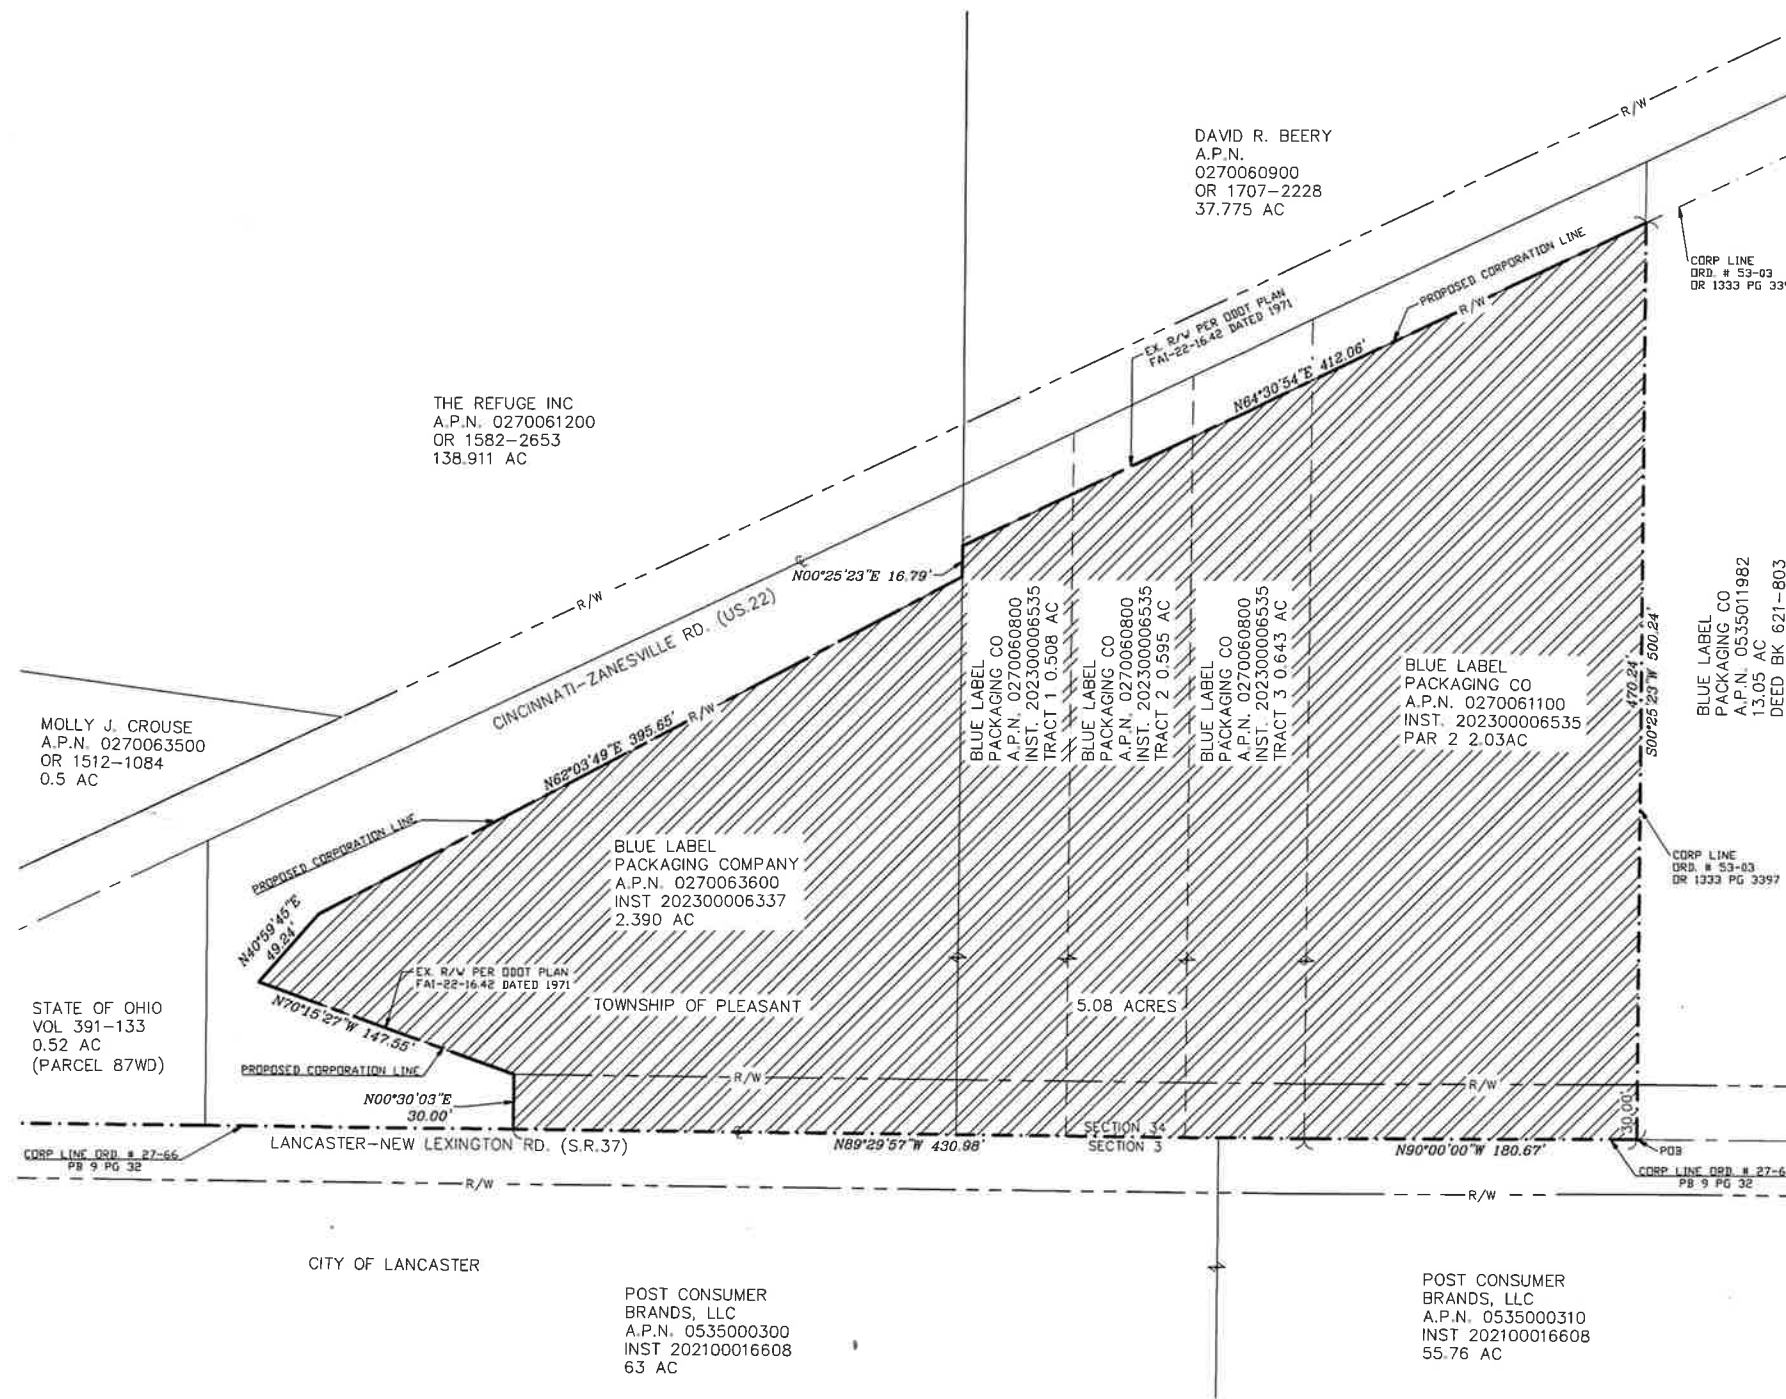 DAVID R. BEERY
A.P.N.
0270060900
OR 1707-2228
37.775 AC
R/W
CORP LINE
ORD. # 53-03
PROPOSED CORPORATION LINE
R/W
EX. R/W PER ODOT PLAN
FAI-22-16.42 DATED 1971
N64°30'54"E 412.06'
THE REFUGE INC
A.P.N. 0270061200
OR 1582-2653
138.911 AC
R/W
N00°25'23"E 16.79'
CINCINNATI-ZANESVILLE RD. (US.22)
MOLLY J. CROUSE
A.P.N. 0270063500
OR 1512-1084
0.5 AC
N62°03'49"E 395.65'
R/W
BLUE LABEL
PACKAGING CO
A.P.N. 0270060800
INST. 202300006535
TRACT 1 0.508 AC
BLUE LABEL
PACKAGING CO
A.P.N. 0270060800
INST. 202300006535
TRACT 2 0.595 AC
BLUE LABEL
PACKAGING CO
A.P.N. 0270060800
INST. 202300006535
TRACT 3 0.643 AC
BLUE LABEL
PACKAGING CO
A.P.N. 0270061100
INST. 202300006535
PAR 2 2.03AC
470.24'
S00°25'23"W 500.24'
BLUE LABEL
PACKAGING CO
A.P.N. 0535011982
13.05 AC
DEED BK 621-803
PROPOSED CORPORATION LINE
BLUE LABEL
PACKAGING COMPANY
A.P.N. 0270063600
INST 202300006337
2.390 AC
CORP LINE
ORD. # 53-03
OR 1333 PG 3397
N40°59'45"E
49.24'
EX. R/W PER ODOT PLAN
FAI-22-16.42 DATED 1971
TOWNSHIP OF PLEASANT
5.08 ACRES
STATE OF OHIO
VOL 391-133
0.52 AC
(PARCEL 87WD)
N70°15'27"W 147.55'
PROPOSED CORPORATION LINE
R/W
R/W
N00°30'03"E
30.00'
30.00'
CORP LINE ORD. # 27-66
PB 9 PG 32
LANCASTER-NEW LEXINGTON RD. (S.R.37)
N89°29'57"W 430.98'
SECTION 34
SECTION 3
N90°00'00"W 180.67'
POB
CORP LINE ORD. # 27-6
PB 9 PG 32
R/W
R/W
CITY OF LANCASTER
POST CONSUMER
BRANDS, LLC
A.P.N. 0535000300
INST 202100016608
63 AC
POST CONSUMER
BRANDS, LLC
A.P.N. 0535000310
INST 202100016608
55.76 AC